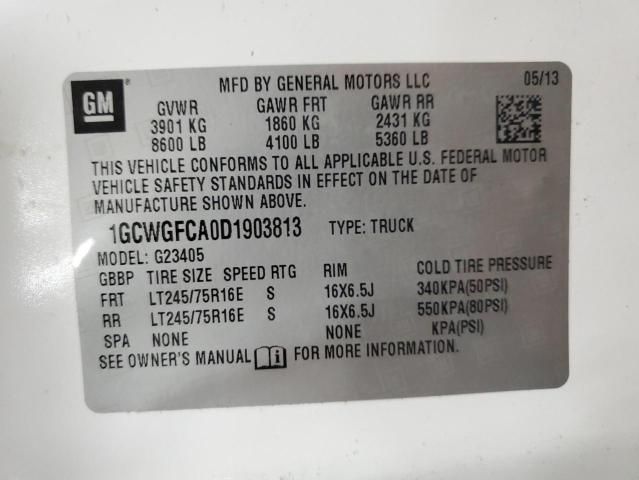 GM
MFD BY GENERAL MOTORS LLC 05/13
GVWR GAWR FRT GAWR RR
3901 KG 1860 KG 2431 KG
8600 LB 4100 LB 5360 LB
THIS VEHICLE CONFORMS TO ALL APPLICABLE U.S. FEDERAL MOTOR
VEHICLE SAFETY STANDARDS IN EFFECT ON THE DATE OF
MANUFACTURE SHOWN ABOVE.
1GCWGFCA0D1903813 TYPE: TRUCK
MODEL: G23405
GBBP TIRE SIZE SPEED RTG RIM COLD TIRE PRESSURE
FRT LT245/75R16E S 16X6.5J 340KPA(50PSI)
RR LT245/75R16E S 16X6.5J 550KPA(80PSI)
SPA NONE NONE KPA(PSI)
SEE OWNER'S MANUAL FOR MORE INFORMATION.